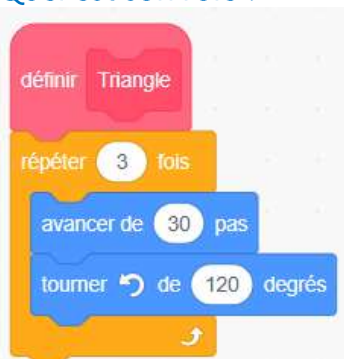 définir Triangle
répéter 3 fois
avancer de 30 pas
tourner de 120 degrés